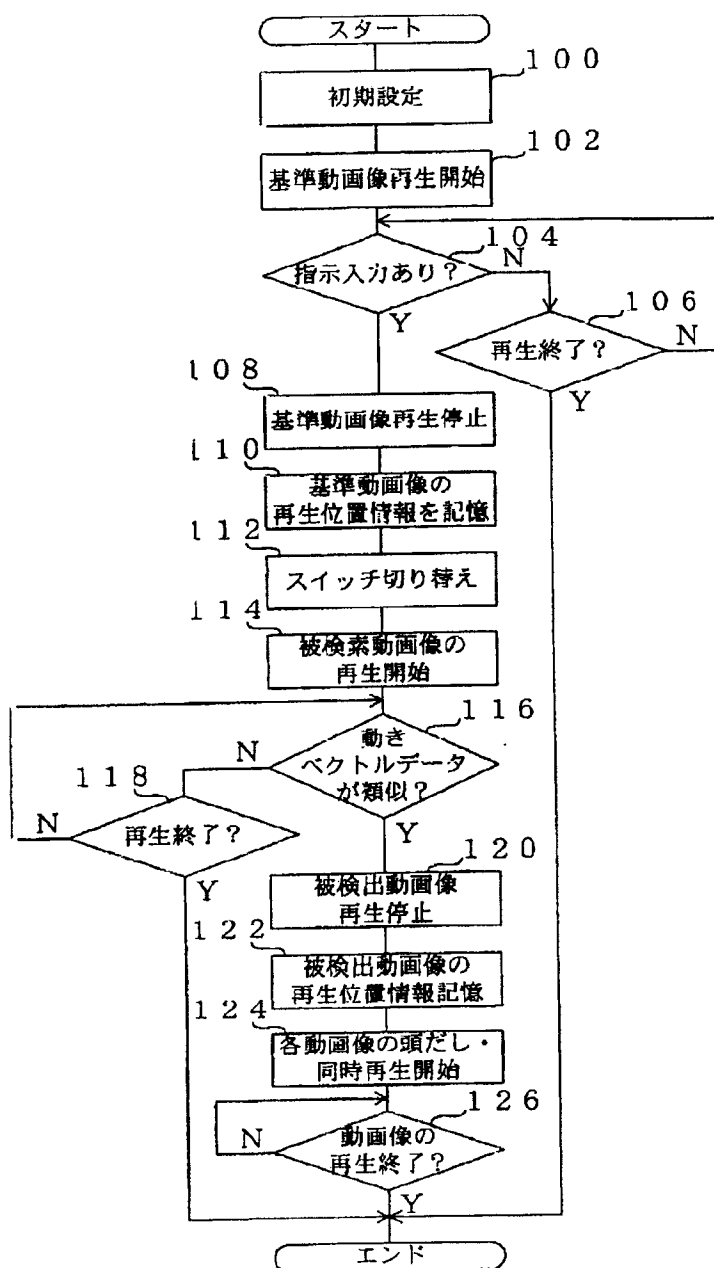 スタート
１００
初期設定
１０２
基準動画像再生開始
１０４
指示入力あり？
N
Y
１０６
再生終了？
N
Y
１０８
基準動画像再生停止
１１０
基準動画像の
再生位置情報を記憶
１１２
スイッチ切り替え
１１４
被検索動画像の
再生開始
１１６
動き
ベクトルデータ
が類似？
N
Y
１１８
再生終了？
N
Y
１２０
被検出動画像
再生停止
１２２
被検出動画像の
再生位置情報記憶
１２４
各動画像の頭だし・
同時再生開始
１２６
動画像の
再生終了？
N
Y
エンド